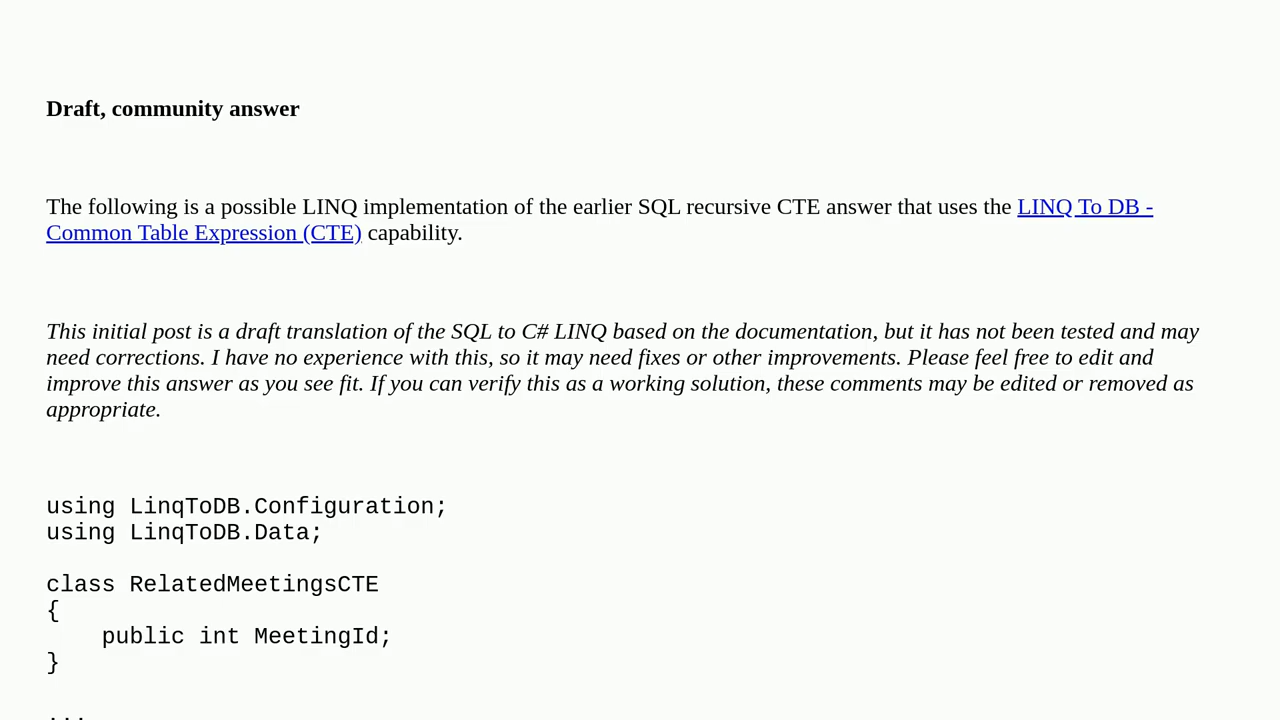 Draft, community answer
The following is a possible LINQ implementation of the earlier SQL recursive CTE answer that uses the LINQ To DB -
Common Table Expression (CTE) capability.
This initial post is a draft translation of the SQL to C# LINQ based on the documentation, but it has not been tested and may
need corrections. I have no experience with this, so it may need fixes or other improvements. Please feel free to edit and
improve this answer as you see fit. If you can verify this as a working solution, these comments may be edited or removed as
appropriate.
using LinqToDB.Configuration;
using LinqToDB.Data;
class RelatedMeetingsCTE
{
    public int MeetingId;
}
...